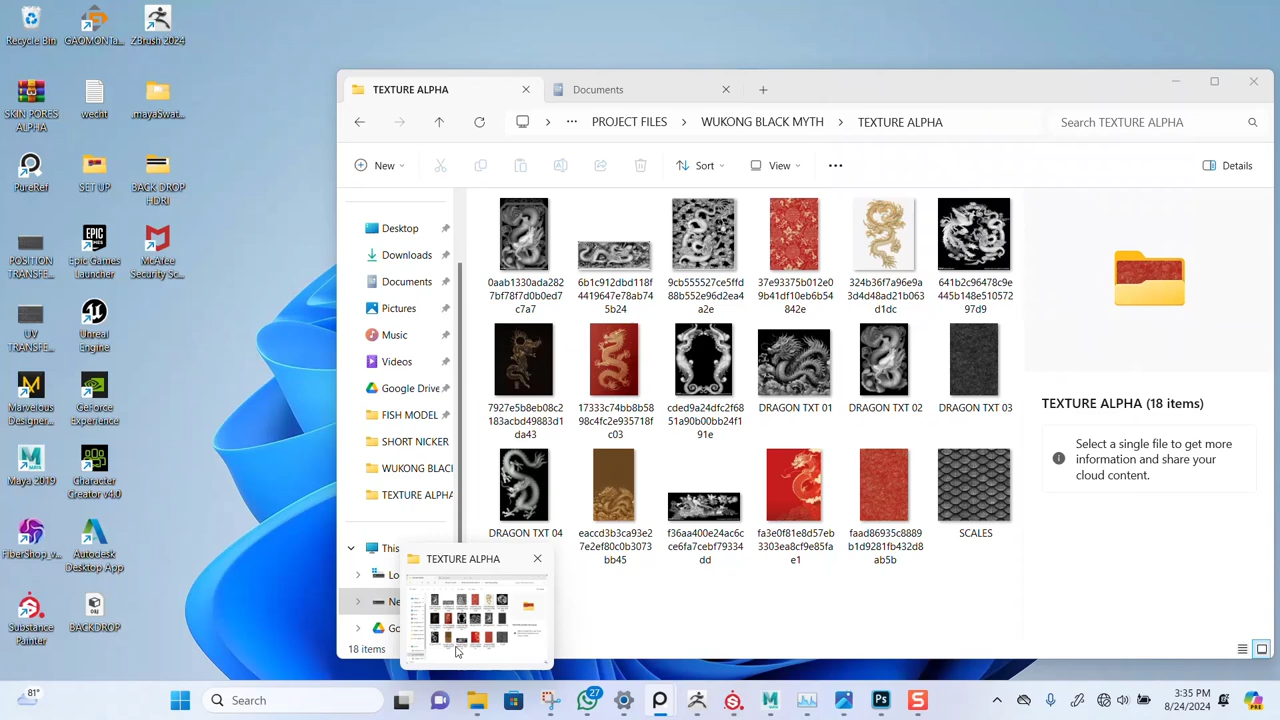 Recycle Bin
GAOMONTa...
ZBrush 2024
SKIN PORES
ALPHA
wecht
.mayaSwat...
PureRef
SET UP
BACK DROP
HDRI
POSITION
TRANSFE...
Epic Games
Launcher
McAfee
Security Sc...
UV
TRANSFE...
Unreal
Engine
Marvelous
Designer...
GeForce
Experience
Maya 2019
Character
Creator v4.0
FiberShop_v...
Autodesk
Desktop App
Substance
Painter
BACKDROP
TEXTURE ALPHA
Documents
PROJECT FILES
WUKONG BLACK MYTH
TEXTURE ALPHA
Search TEXTURE ALPHA
New
Sort
View
Details
Desktop
Downloads
Documents
Pictures
Music
Videos
Google Drive
FISH MODEL
SHORT NICKER
WUKONG BLACK
TEXTURE ALPHA
This
Lo
Ne
Go
0aab1330ada282
7bf78f7d0b0ed7
c7a7
6b1c912dbd118f
4419647e78ab74
5b24
9cb555527ce5ffd
88b552e96d2ea4
a2e
37e93375b012e0
9b41df10eb6b54
842e
324b36f7a96e9a
3d4d48ad21b063
d1dc
641b2c96478c9e
445b148e510572
97d9
7927e5b8eb08c2
183acbd49883d1
da43
17333c74bb8b58
98c4fc2e935718f
c03
cded9a24dfc2f68
51a90b00bb24f1
91e
DRAGON TXT 01
DRAGON TXT 02
DRAGON TXT 03
DRAGON TXT 04
eaccd3b3ca93e2
7e2ef80c0b3073
bb45
f36aa400e24ac6c
ce6fa7cebf79334
dd
fa3e0f81e8d57eb
3303ea8cf9e85fa
e1
faad86935c8889
b1d9281fb432d8
ab5b
SCALES
TEXTURE ALPHA (18 items)
Select a single file to get more
information and share your
cloud content.
TEXTURE ALPHA
18 items
81°
Search
27
3:35 PM
8/24/2024